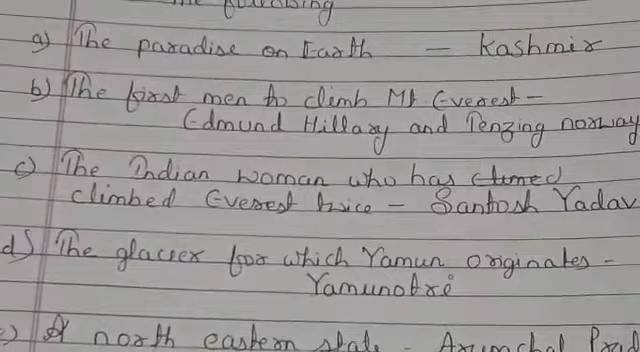 The following
a) The paradise on Earth - Kashmir
b) The first men to climb Mt Everest -
Edmund Hillary and Tenzing norway
c) The Indian woman who has climed
climbed Everest twice - Santosh Yadav
d) The glacier for which Yamun originates -
Yamunotri
e) A north eastern state - Arunchal Prad